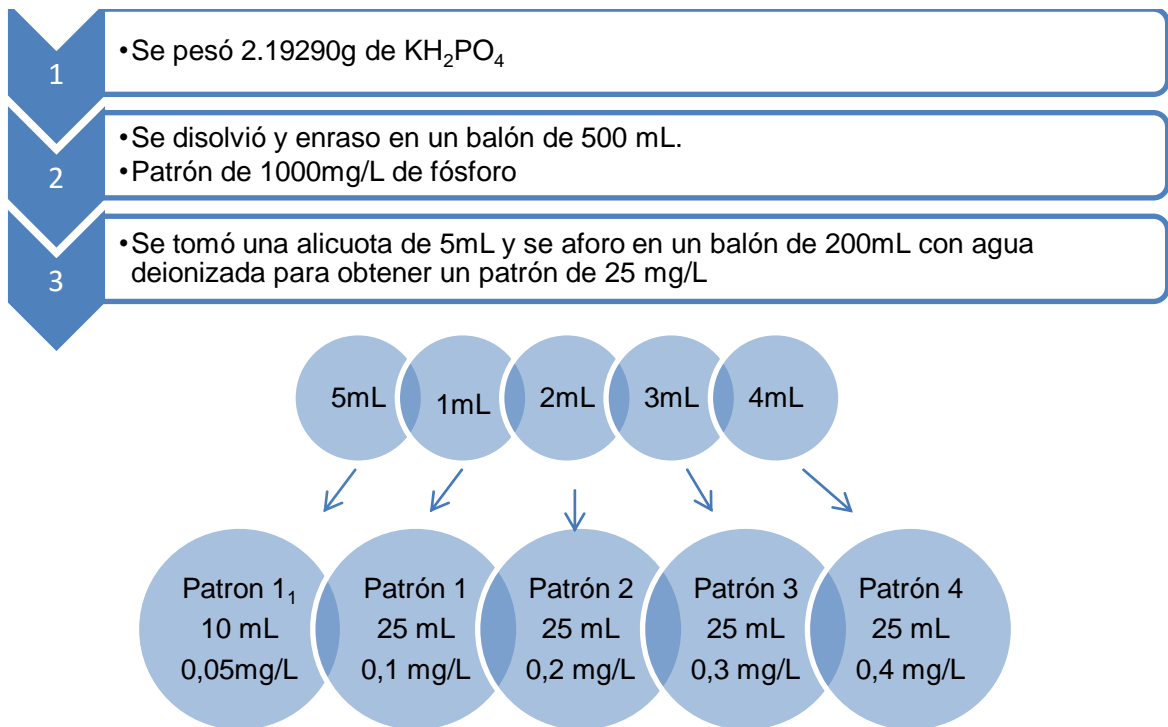 1
•Se pesó 2.19290g de KH₂PO₄
2
•Se disolvió y enraso en un balón de 500 mL.
•Patrón de 1000mg/L de fósforo
3
•Se tomó una alicuota de 5mL y se aforo en un balón de 200mL con agua
deionizada para obtener un patrón de 25 mg/L
5mL 1mL 2mL 3mL 4mL
Patron 1₁
10 mL
0,05mg/L
Patrón 1
25 mL
0,1 mg/L
Patrón 2
25 mL
0,2 mg/L
Patrón 3
25 mL
0,3 mg/L
Patrón 4
25 mL
0,4 mg/L